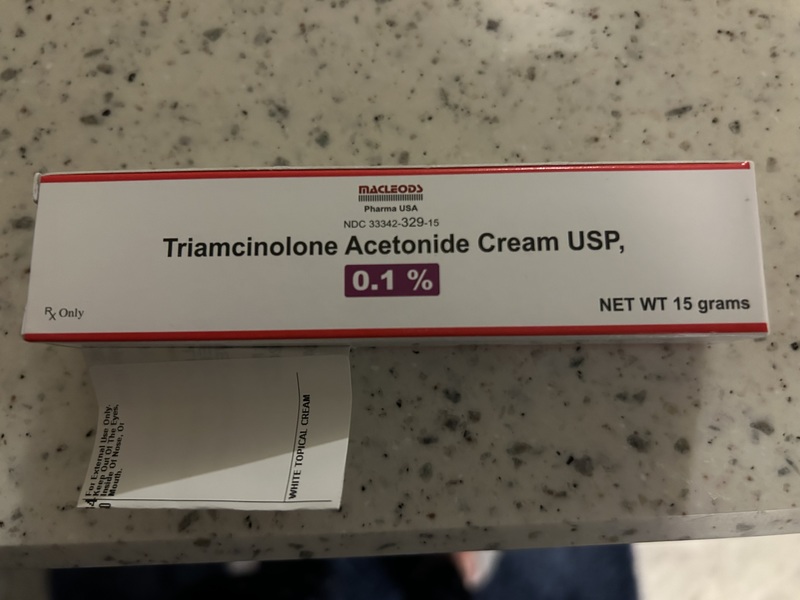 MACLEODS
Pharma USA
NDC 33342-329-15
Triamcinolone Acetonide Cream USP,
0.1 %
Rx Only
NET WT 15 grams
For External Use Only.
Keep Out Of The Eyes,
Inside Of Nose, Or
Mouth.
WHITE TOPICAL CREAM